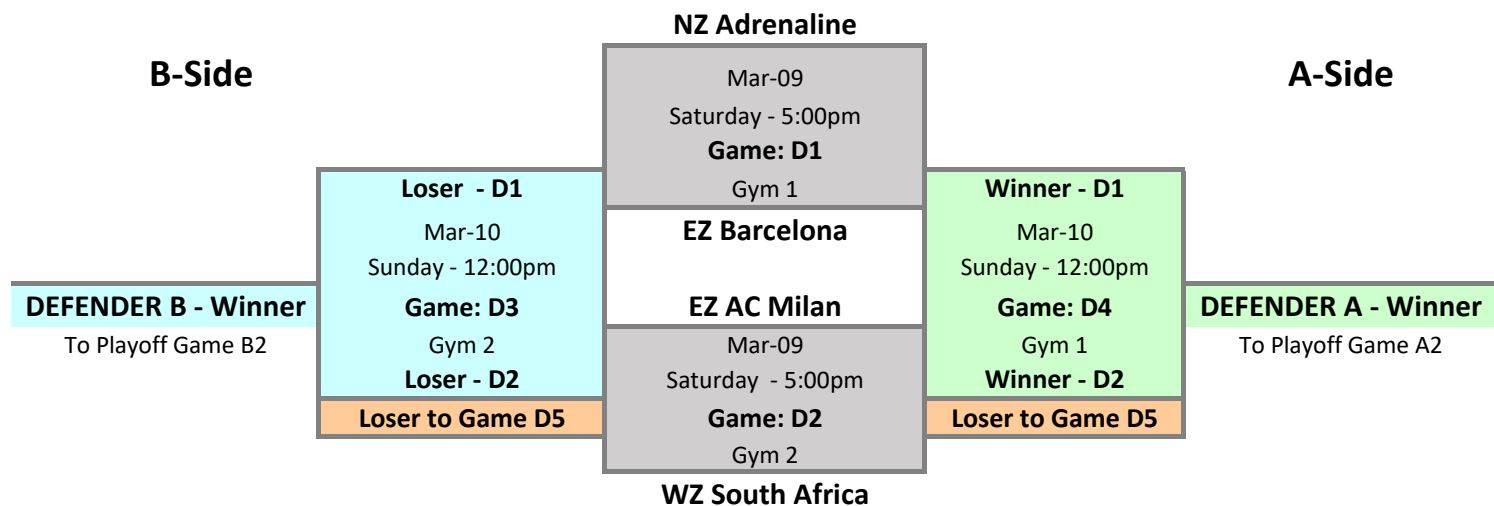 NZ Adrenaline
B-Side
A-Side
Mar-09
Saturday - 5:00pm
Game: D1
Gym 1
EZ Barcelona
Loser - D1
Mar-10
Sunday - 12:00pm
Game: D3
Gym 2
Loser - D2
Loser to Game D5
DEFENDER B - Winner
To Playoff Game B2
EZ AC Milan
Mar-09
Saturday - 5:00pm
Game: D2
Gym 2
WZ South Africa
Winner - D1
Mar-10
Sunday - 12:00pm
Game: D4
Gym 1
Winner - D2
Loser to Game D5
DEFENDER A - Winner
To Playoff Game A2